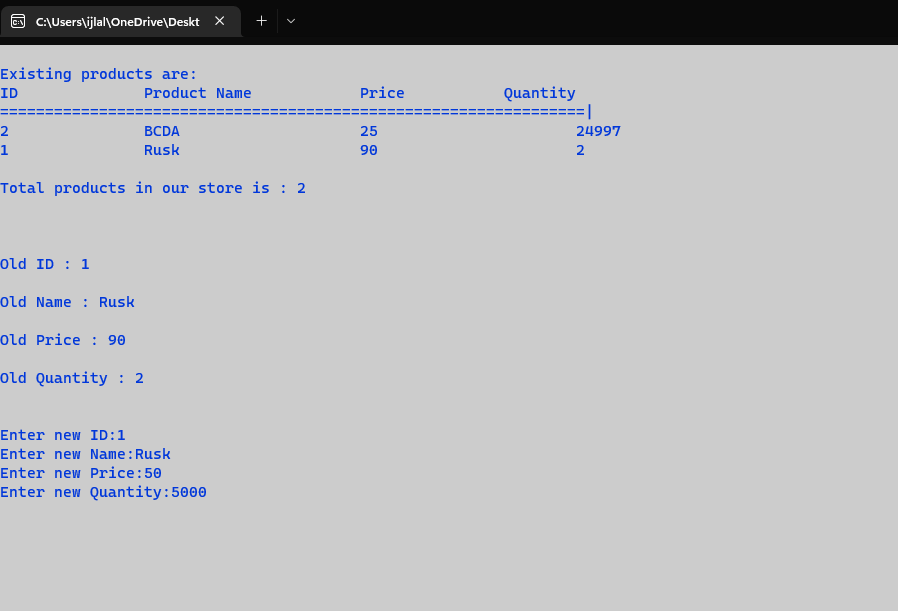 C:\Users\ijlal\OneDrive\Deskt
Existing products are:
ID Product Name Price Quantity
=================================================================|
2 BCDA 25 24997
1 Rusk 90 2
Total products in our store is : 2
Old ID : 1
Old Name : Rusk
Old Price : 90
Old Quantity : 2
Enter new ID:1
Enter new Name:Rusk
Enter new Price:50
Enter new Quantity:5000